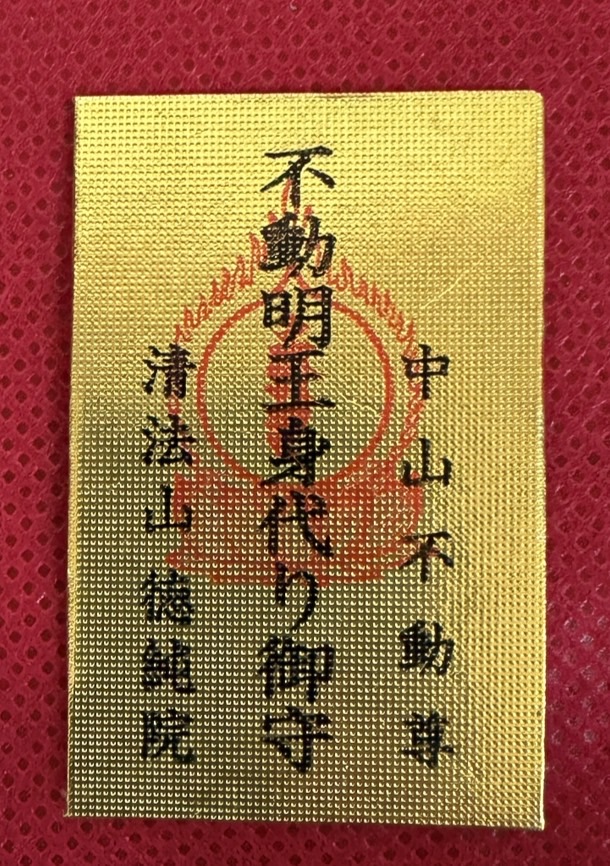 中山不動尊
不動明王身代り御守
清法山徳純院